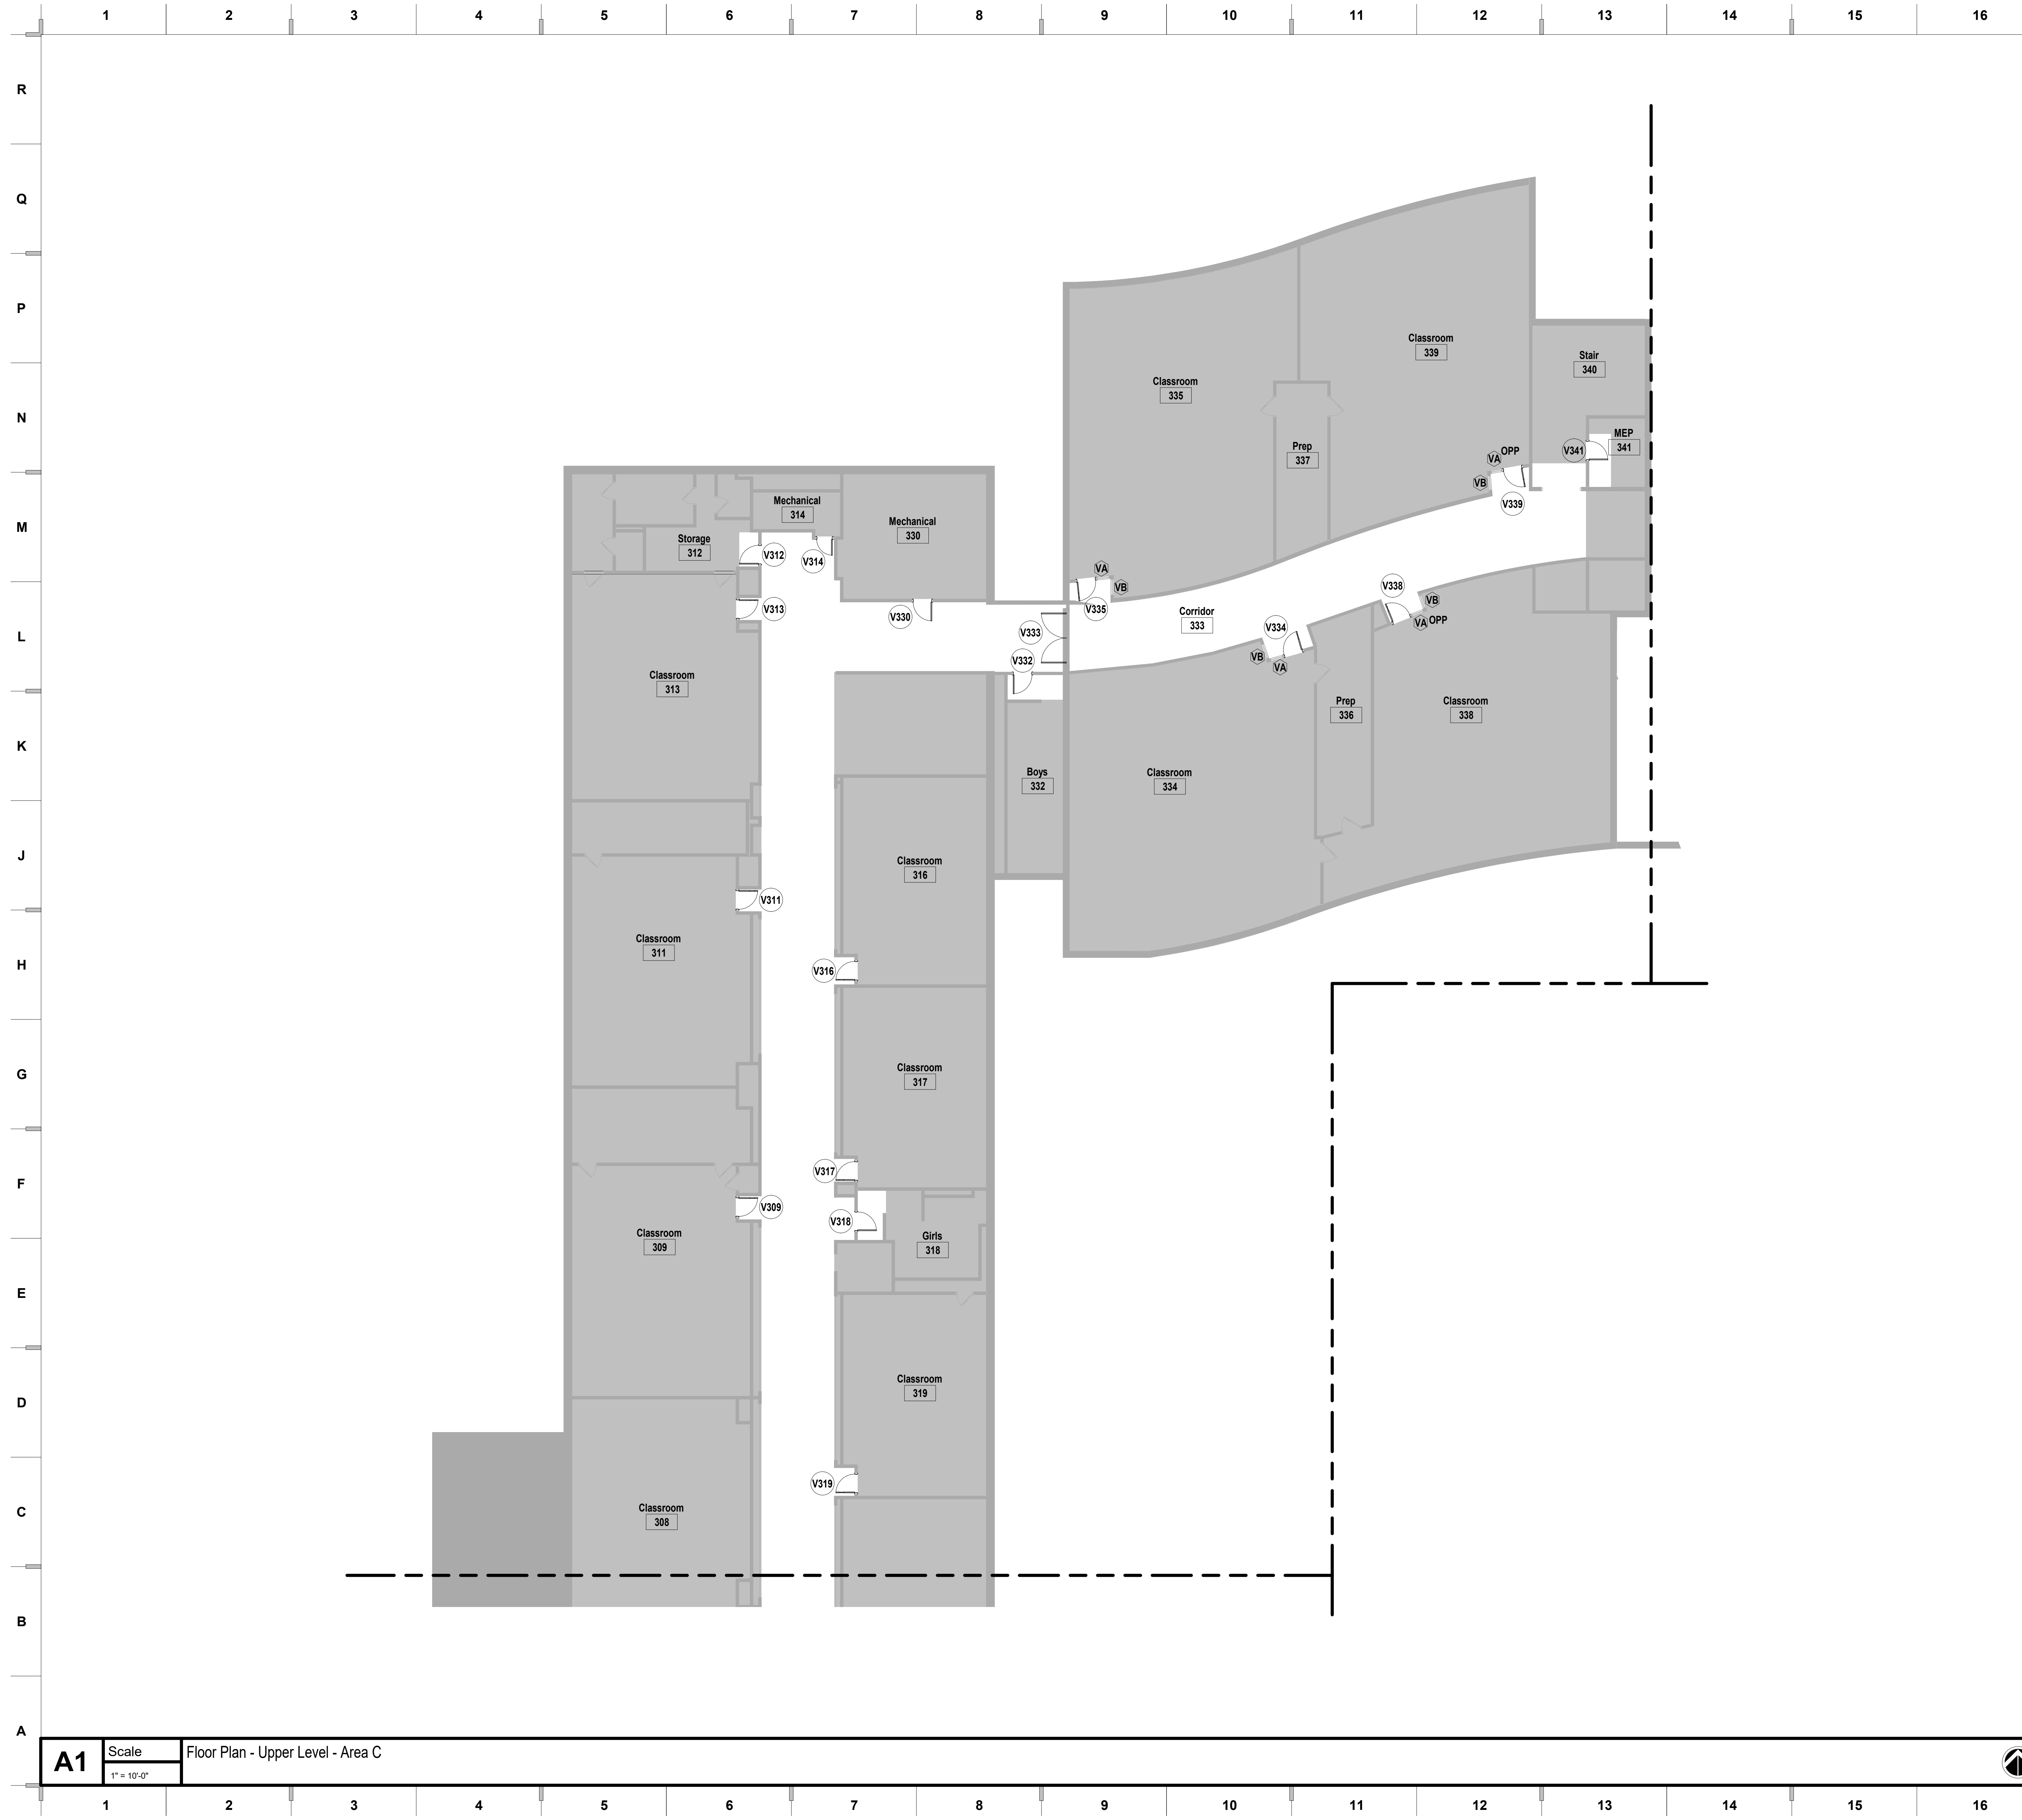 1 2 3 4 5 6 7 8 9 10 11 12 13 14 15 16
R
Q
P
Classroom
339
Stair
340
Classroom
335
N
MEP
V341 341
OPP
VA
Prep
337
VB
Mechanical
314
V339
Mechanical
330
M
Storage
312
V312
V314
VA
VB
V338
V313
V335
VB
Corridor
333
V330
VA OPP
V334
V333
L
VB
V332
VA
Classroom
313
Prep
336
Classroom
338
K
Boys
332
Classroom
334
J
Classroom
316
V311
Classroom
311
H
V316
Classroom
317
G
V317
F
V309
V318
Classroom
309
Girls
318
E
Classroom
319
D
V319
Classroom
308
C
B
A
A1
Scale
1" = 10'-0"
Floor Plan - Upper Level - Area C
1 2 3 4 5 6 7 8 9 10 11 12 13 14 15 16